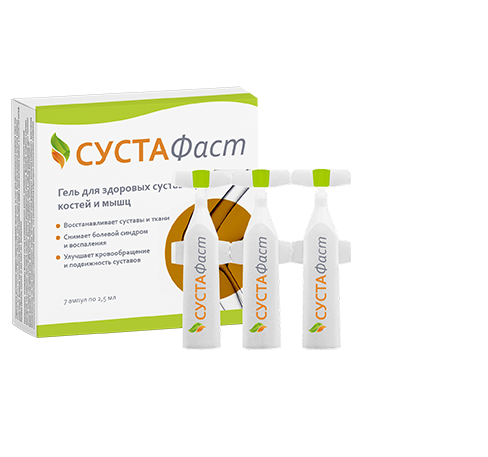 СУСТАФаст
Гель для здоровых
костей и мышц
Восстанавливает суставы и ткани
Снимает болевой синдром
и воспаления
Улучшает кровообращение
и подвижность суставов
7 ампул по 2,5 мл
СУСТАФаст
СУСТАФаст
СУСТАФаст